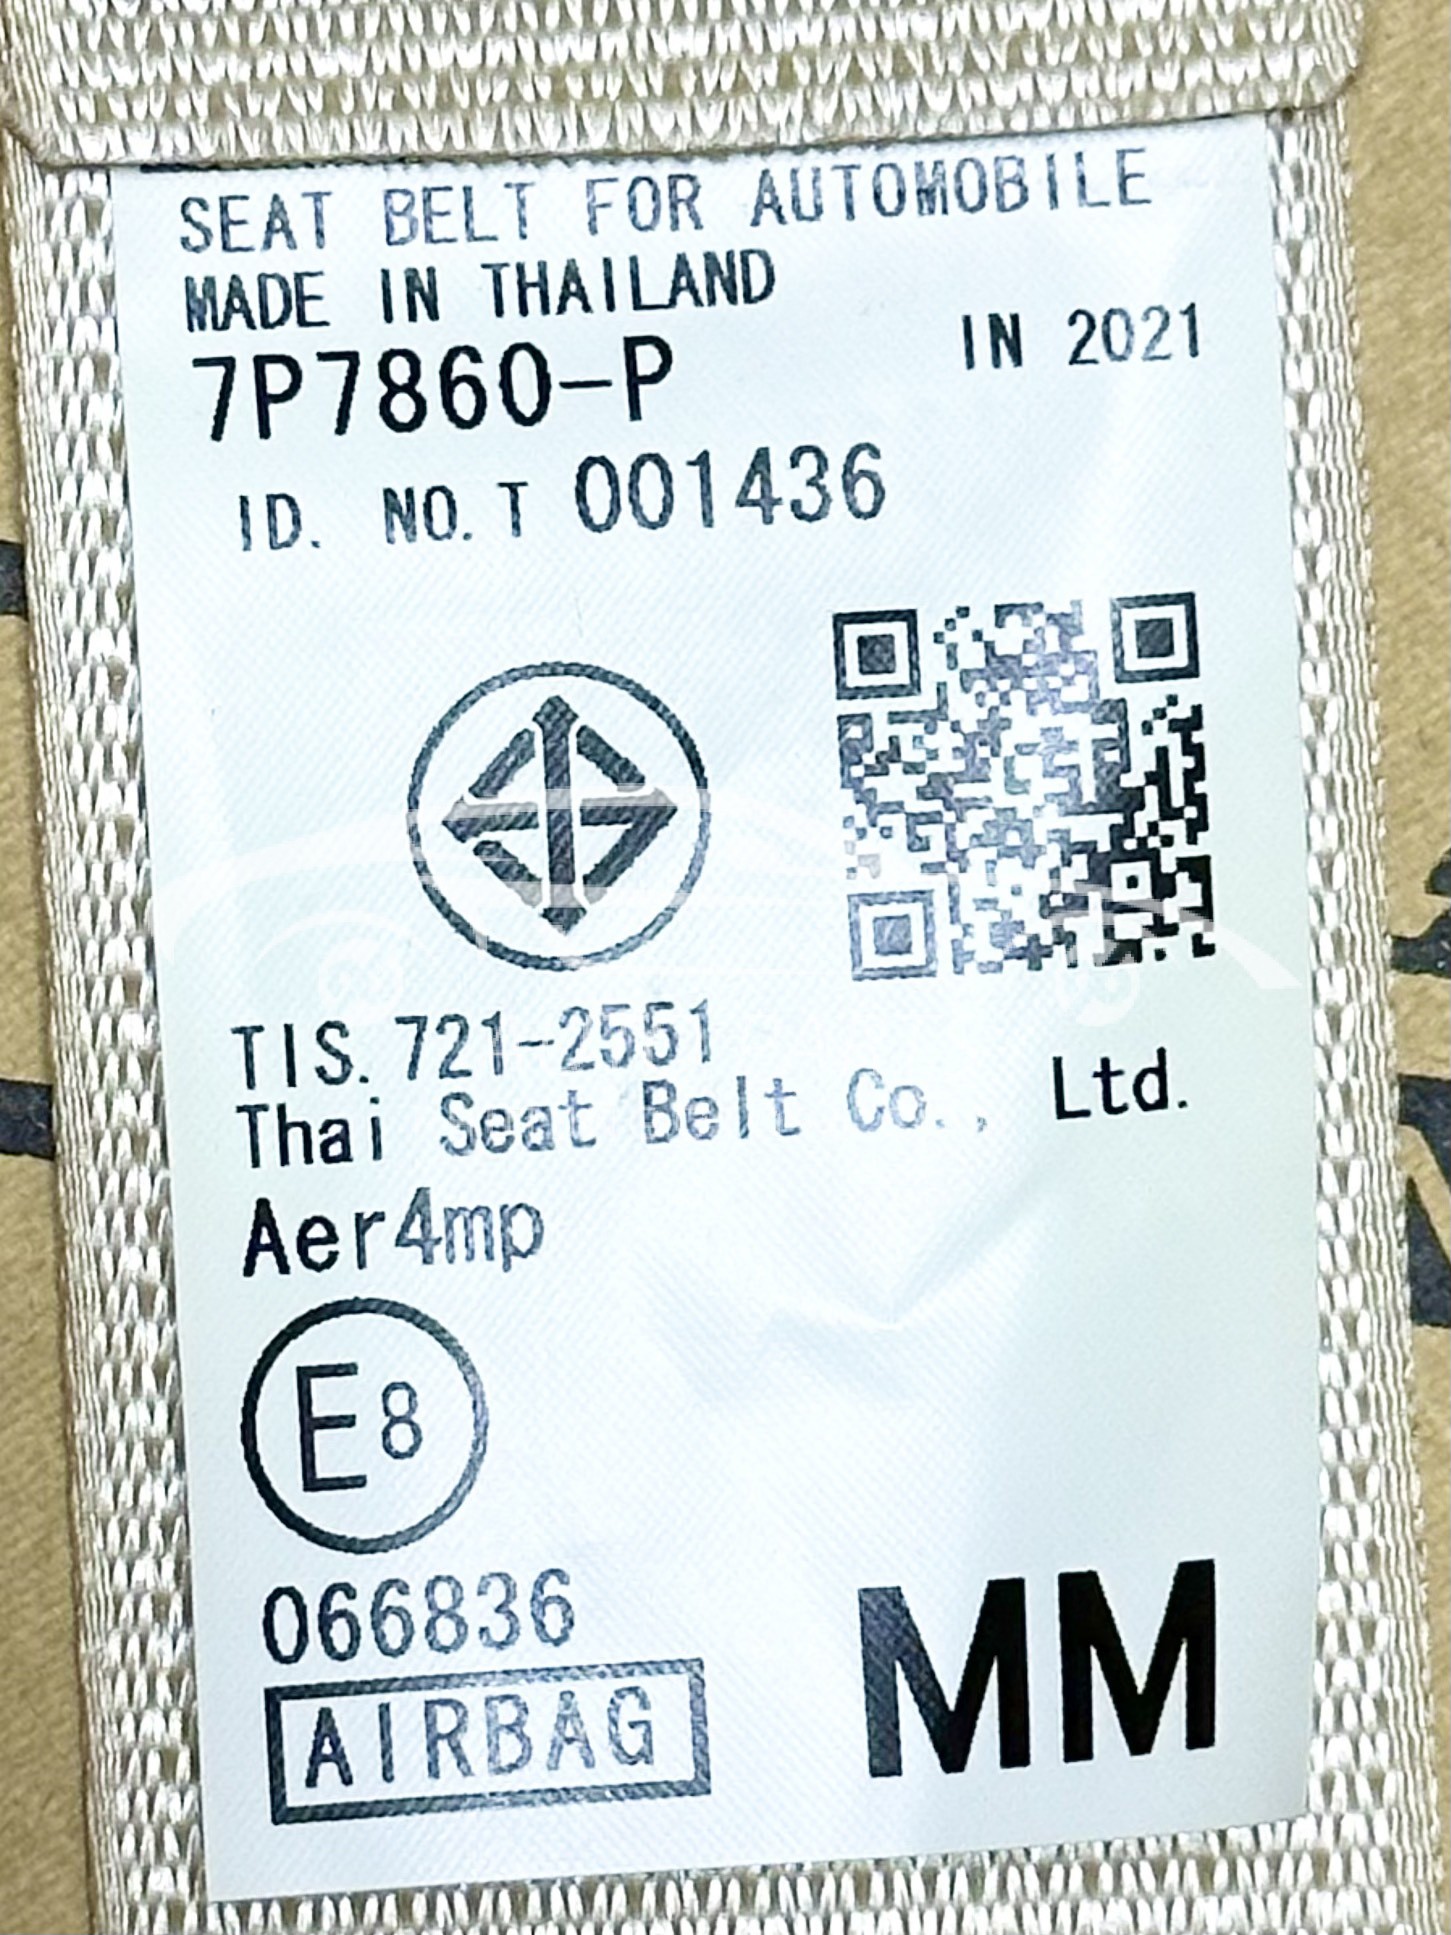 SEAT BELT FOR AUTOMOBILE
MADE IN THAILAND
IN 2021
7P7860-P
ID. NO. T 001436
TIS. 721-2551
Thai Seat Belt Co., Ltd.
Aer4mp
E8
066836
AIRBAG
MM